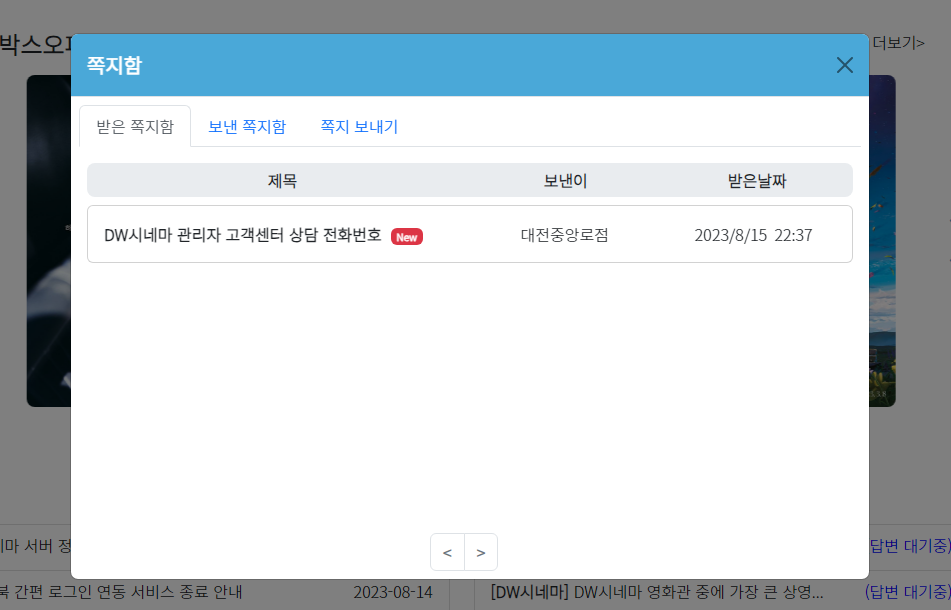 박스오피
더보기>
쪽지함
받은 쪽지함 보낸 쪽지함 쪽지 보내기
제목 보낸이 받은날짜
DW시네마 관리자 고객센터 상담 전화번호 New 대전중앙로점 2023/8/15 22:37
< >
마 서버 정 (답변 대기중)
북 간편 로그인 연동 서비스 종료 안내 2023-08-14 [DW시네마] DW시네마 영화관 중에 가장 큰 상영... (답변 대기중)